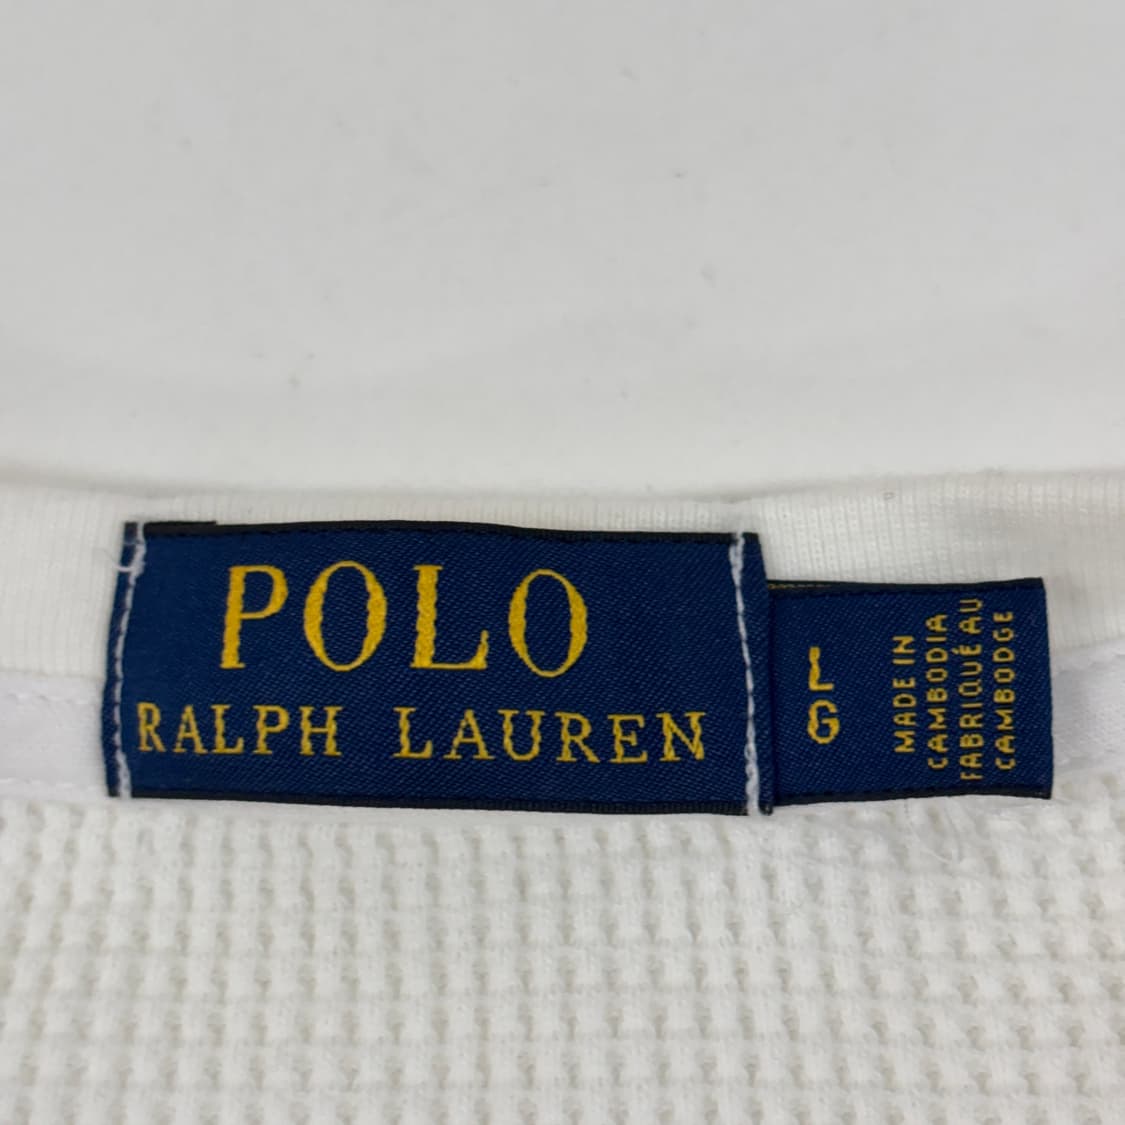 POLO
RALPH LAUREN
L
G
MADE IN
CAMBODIA
FABRIQUÉ AU
CAMBODGE